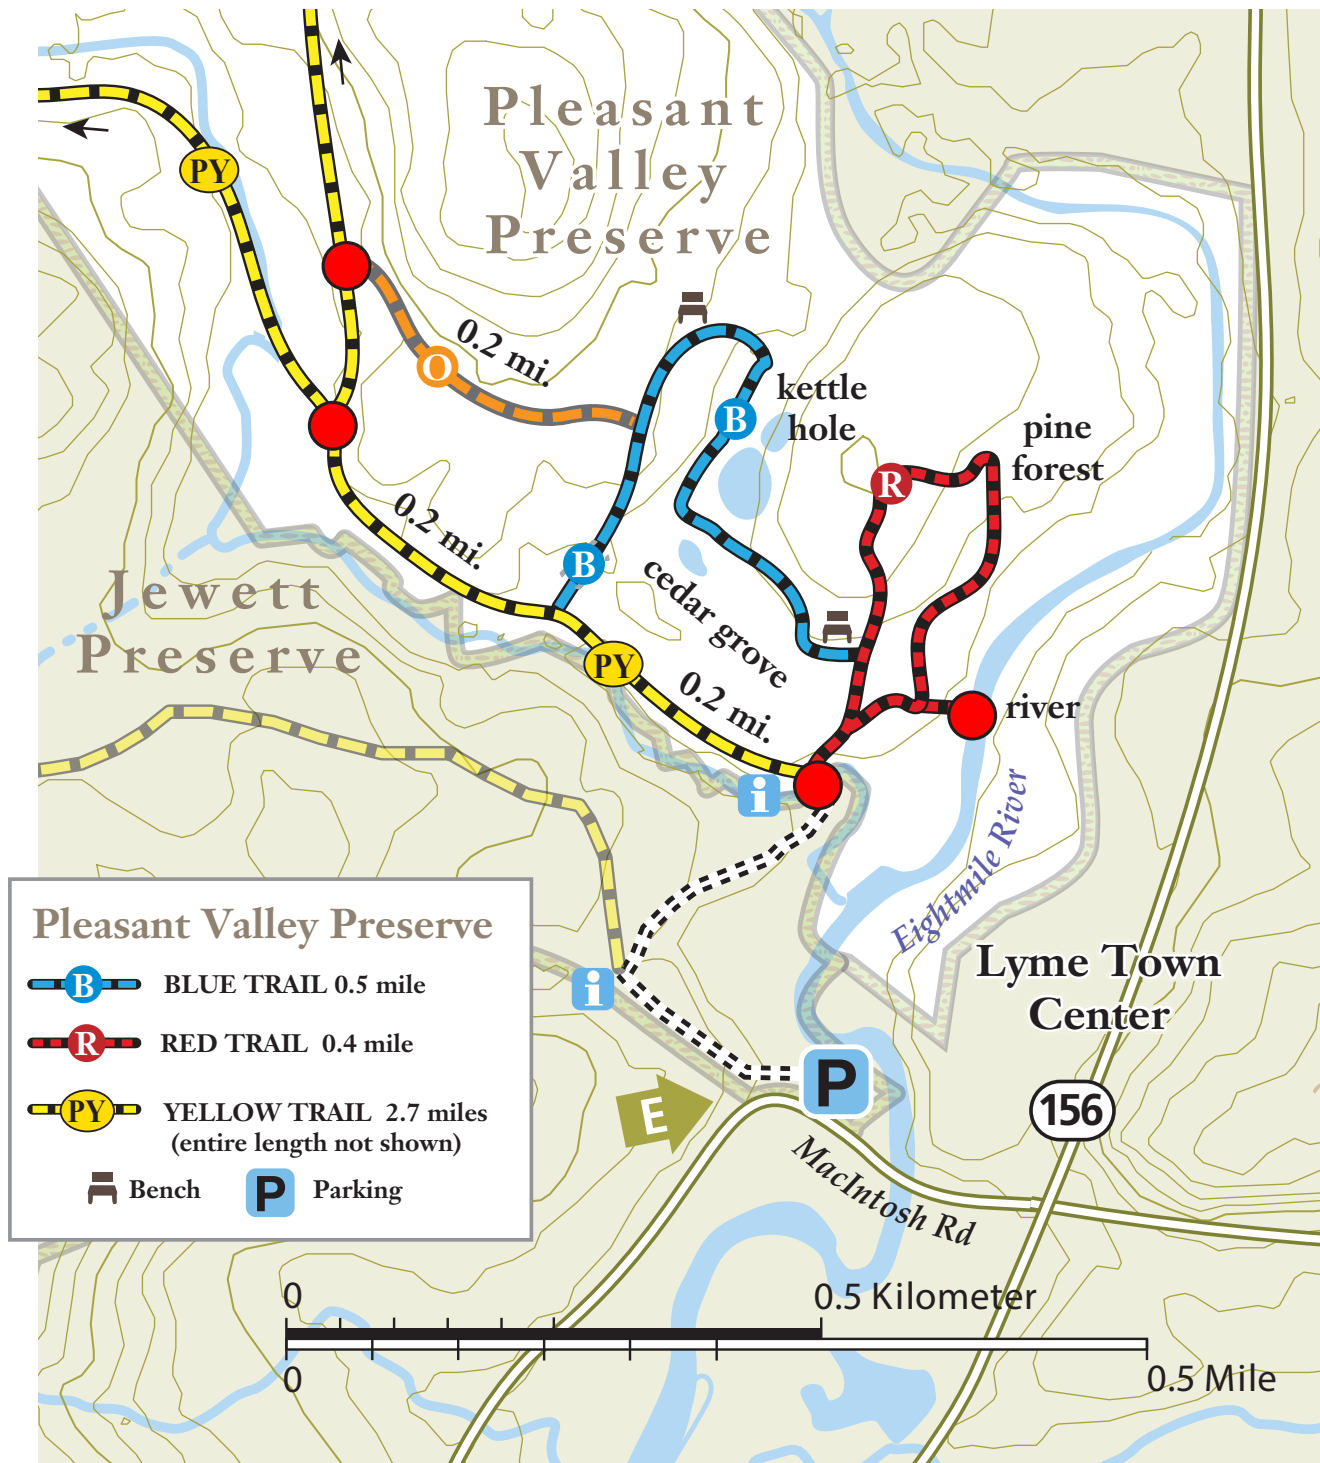 Pleasant
Valley
Preserve
PY
O
0.2 mi.
B
kettle
hole
pine
forest
R
0.2 mi.
B
cedar grove
Jewett
Preserve
PY
0.2 mi.
river
i
Eightmile River
Pleasant Valley Preserve
B BLUE TRAIL 0.5 mile
R RED TRAIL 0.4 mile
PY YELLOW TRAIL 2.7 miles
(entire length not shown)
Bench P Parking
i
Lyme Town
Center
P
E
156
MacIntosh Rd
0 0.5 Kilometer
0 0.5 Mile